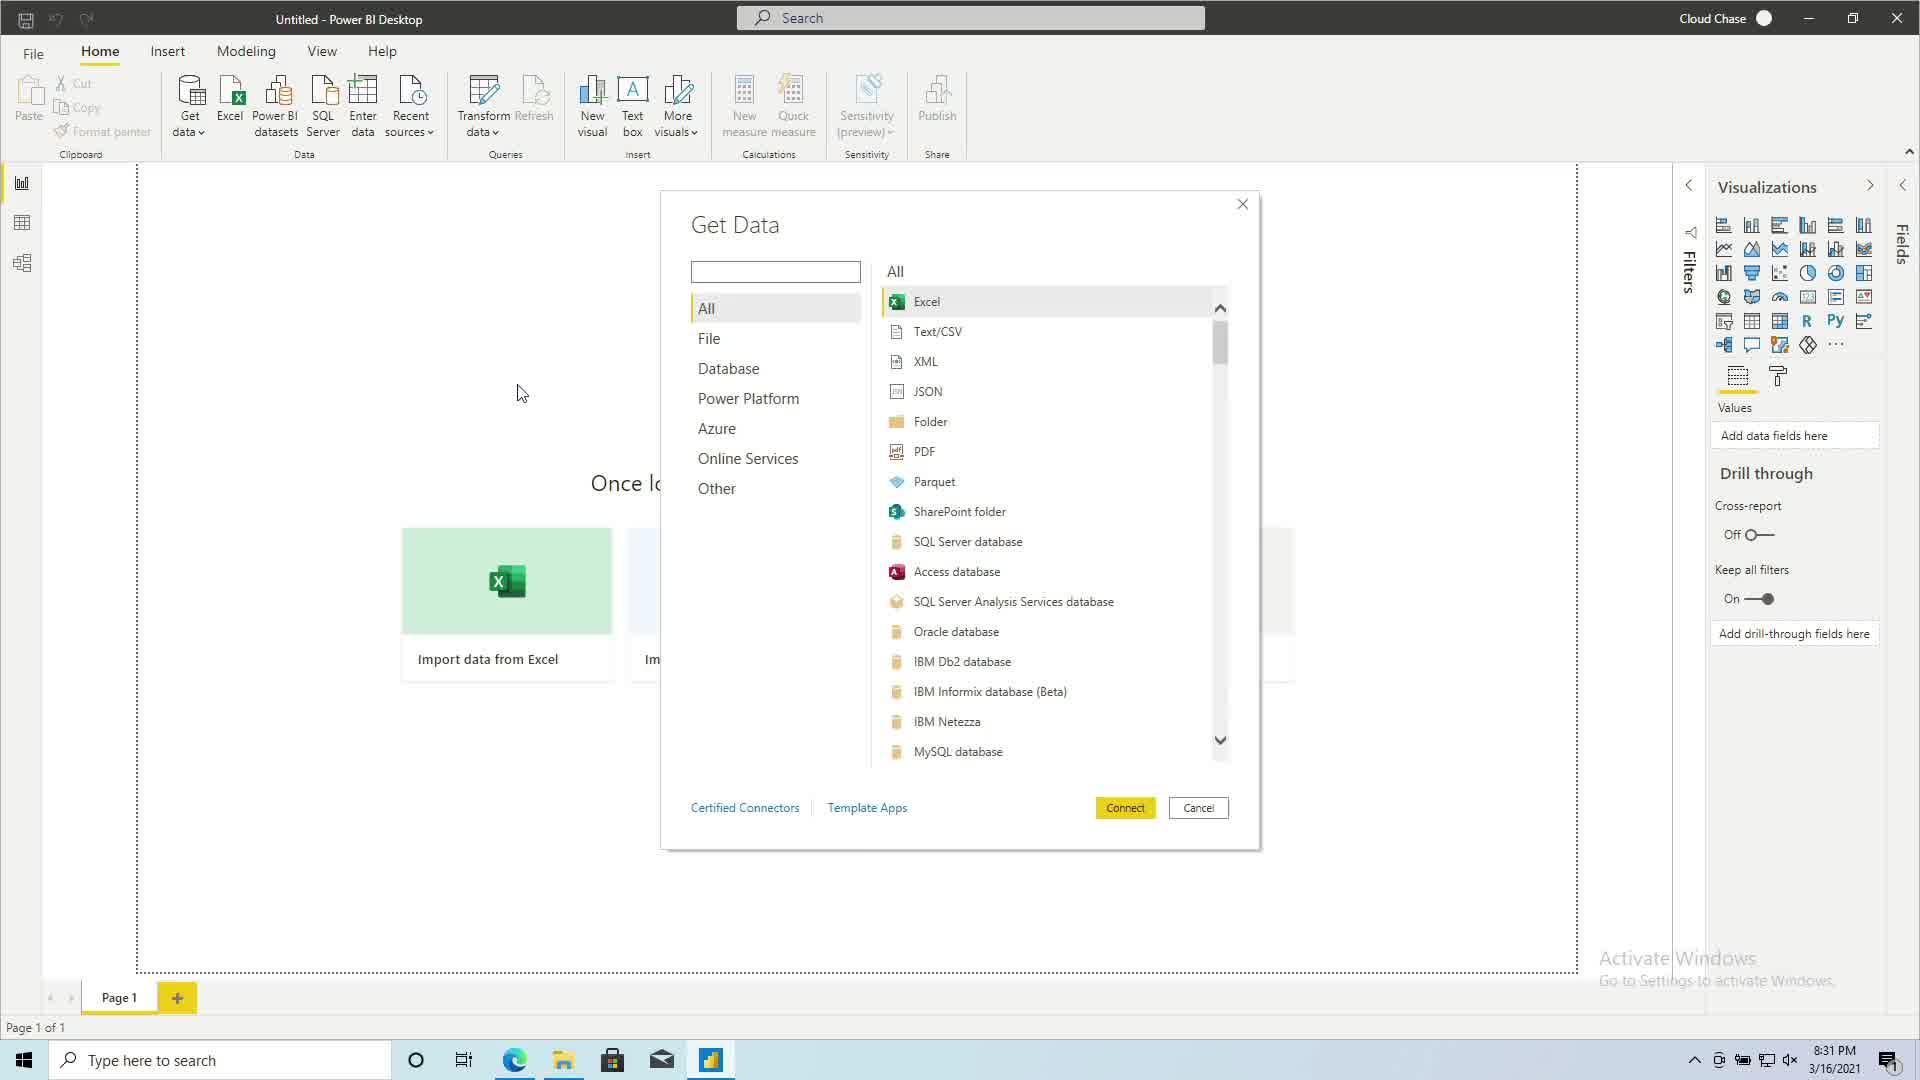 Untitled - Power BI Desktop
Search
Cloud Chase
File
Home
Insert
Modeling
View
Help
Paste
Cut
Copy
Format painter
Clipboard
Get data
Excel
Power BI datasets
SQL Server
Enter data
Recent sources
Data
Transform data
Refresh
Queries
New visual
Text box
More visuals
Insert
New measure
Quick measure
Calculations
Sensitivity (preview)
Sensitivity
Publish
Share
Get Data
All
File
Database
Power Platform
Azure
Online Services
Other
All
Excel
Text/CSV
XML
JSON
Folder
PDF
Parquet
SharePoint folder
SQL Server database
Access database
SQL Server Analysis Services database
Oracle database
IBM Db2 database
IBM Informix database (Beta)
IBM Netezza
MySQL database
Certified Connectors
Template Apps
Connect
Cancel
Once lo
Import data from Excel
Im
Filters
Visualizations
R
Py
Values
Add data fields here
Drill through
Cross-report
Off
Keep all filters
On
Add drill-through fields here
Fields
Activate Windows
Go to Settings to activate Windows.
Page 1
Page 1 of 1
Type here to search
8:31 PM
3/16/2021
1